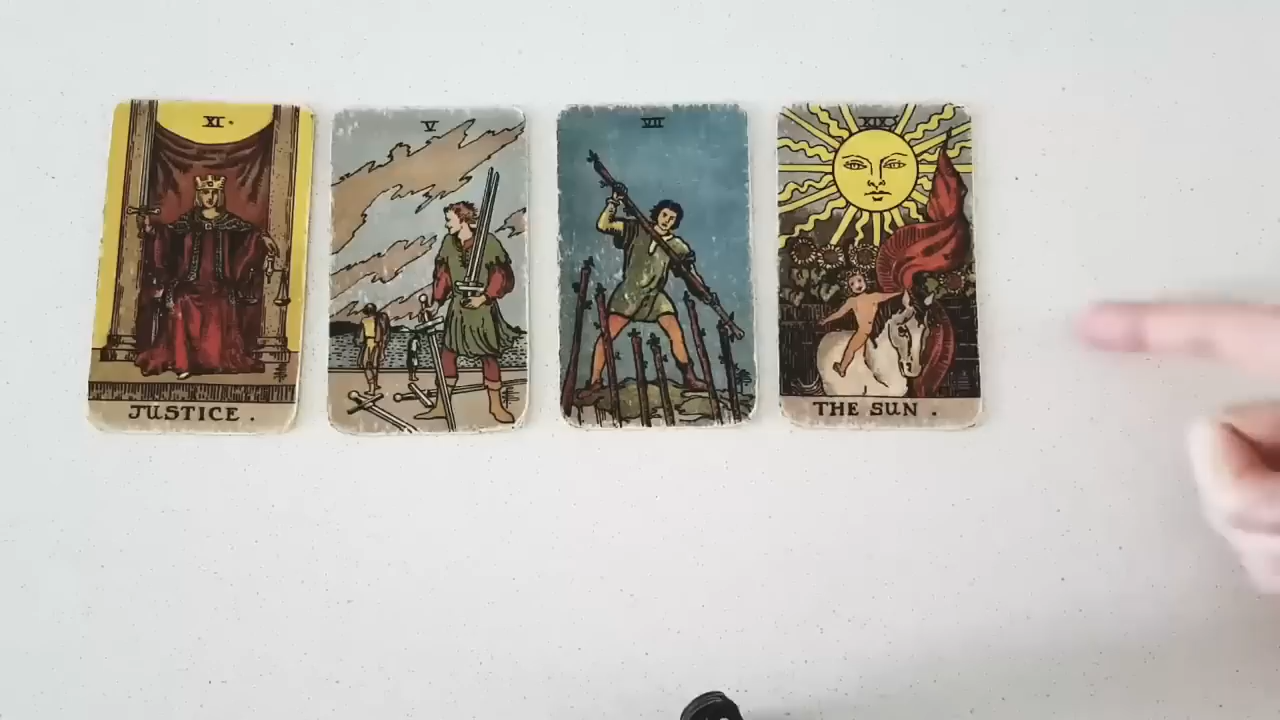 XI.
JUSTICE.
V
VII
XIX
THE SUN.